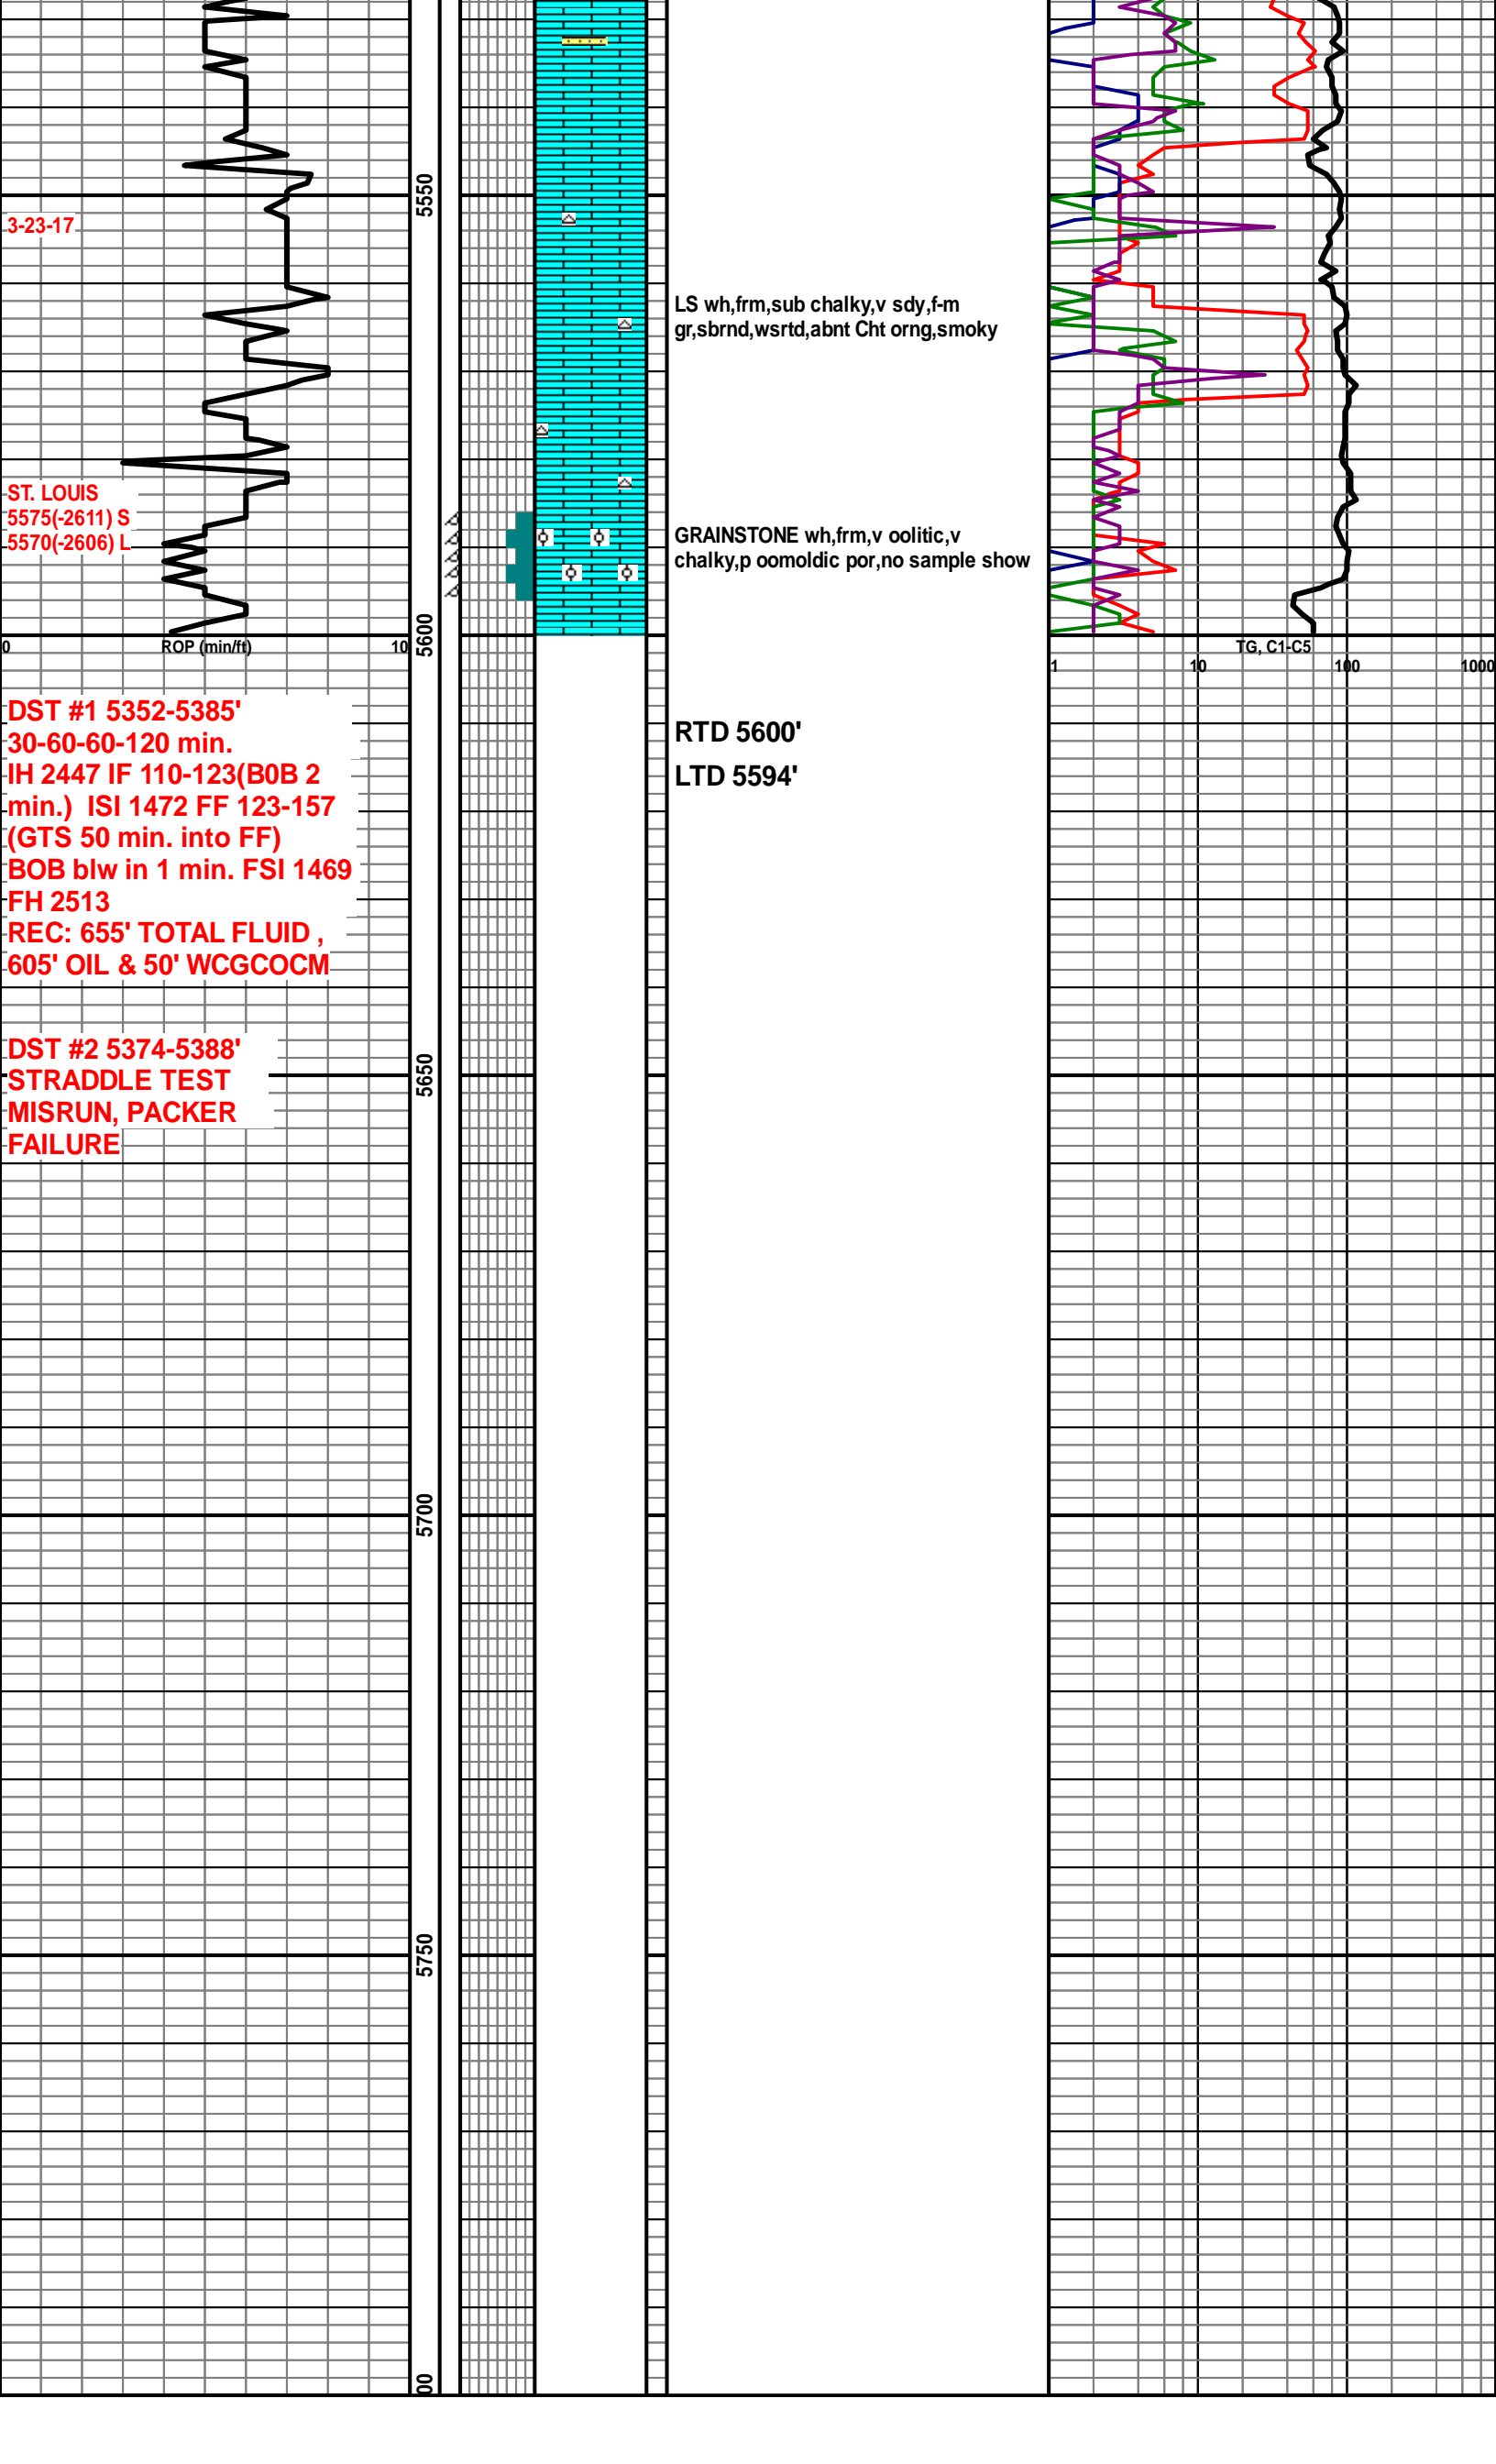 5550
3-23-17
LS wh,frm,sub chalky,v sdy,f-m
gr,sbrnd,wsrtd,abnt Cht orng,smoky
ST. LOUIS
5575(-2611) S
5570(-2606) L
GRAINSTONE wh,frm,v oolitic,v
chalky,p oomoldic por,no sample show
5600
0 ROP (min/ft) 10
TG, C1-C5
1 10 100 1000
DST #1 5352-5385'
30-60-60-120 min.
IH 2447 IF 110-123(B0B 2
min.) ISI 1472 FF 123-157
(GTS 50 min. into FF)
BOB blw in 1 min. FSI 1469
FH 2513
REC: 655' TOTAL FLUID ,
605' OIL & 50' WCGCOCM
RTD 5600'
LTD 5594'
DST #2 5374-5388'
STRADDLE TEST
MISRUN, PACKER
FAILURE
5650
5700
5750
00